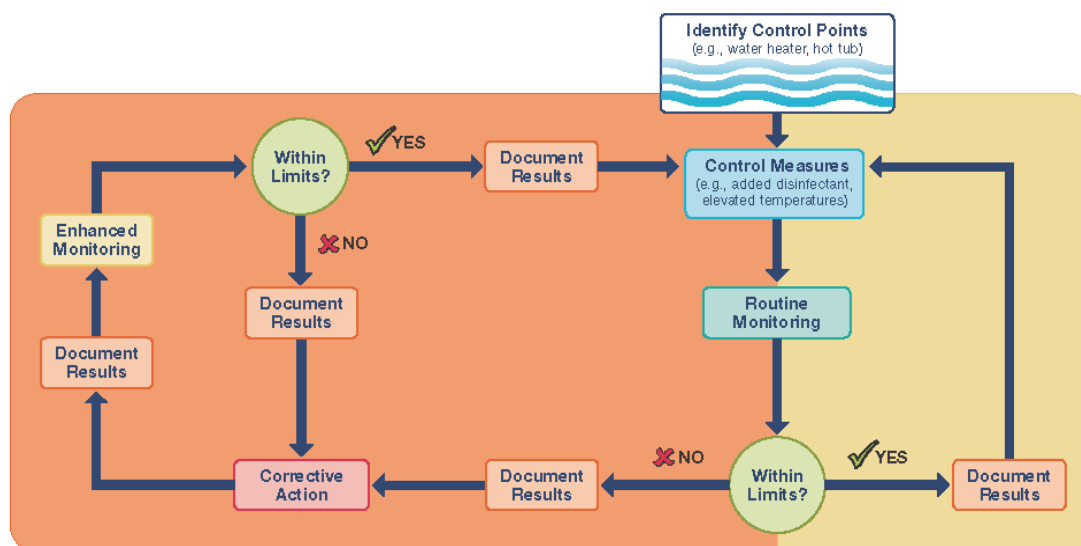 Identify Control Points
(e.g., water heater, hot tub)
Within
Limits?
YES
Document
Results
Control Measures
(e.g., added disinfectant,
elevated temperatures)
Enhanced
Monitoring
NO
Document
Results
Routine
Monitoring
Document
Results
Corrective
Action
Document
Results
NO
Within
Limits?
YES
Document
Results